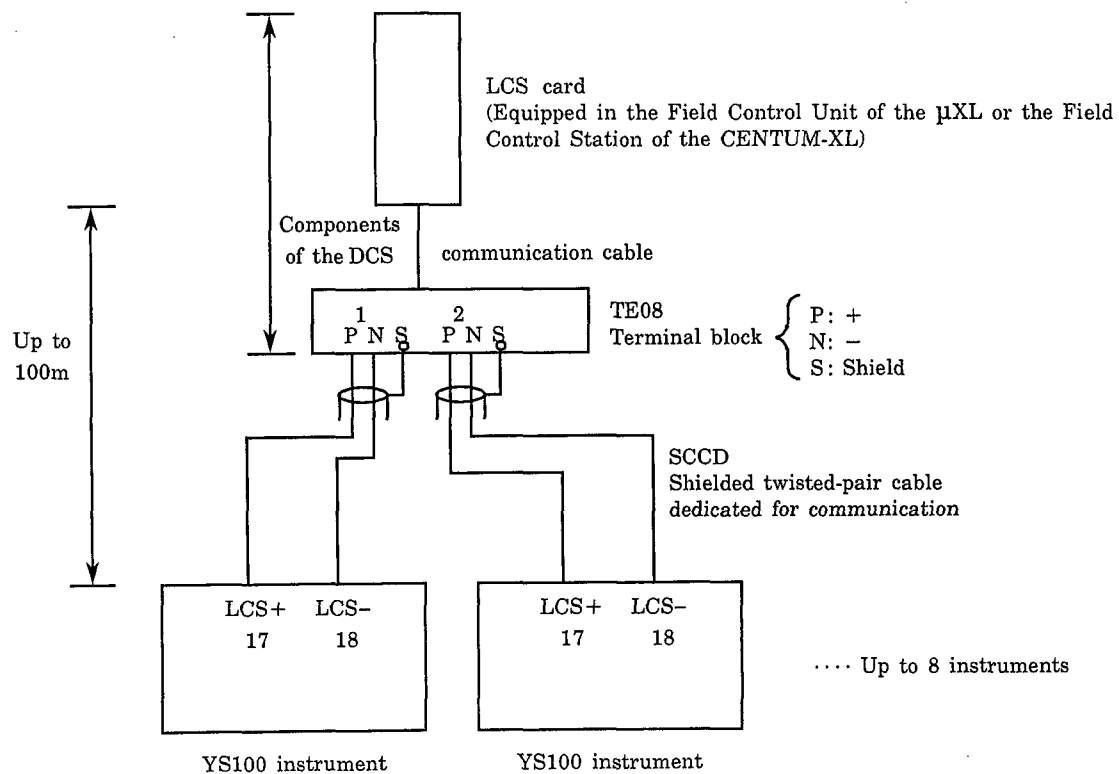 LCS card
(Equipped in the Field Control Unit of the μXL or the Field
Control Station of the CENTUM-XL)
Components
of the DCS
communication cable
Up to
100m
1 2
P N S P N S
TE08
Terminal block
P: +
N: −
S: Shield
SCCD
Shielded twisted-pair cable
dedicated for communication
LCS+ LCS−
17 18
LCS+ LCS−
17 18
···· Up to 8 instruments
YS100 instrument
YS100 instrument